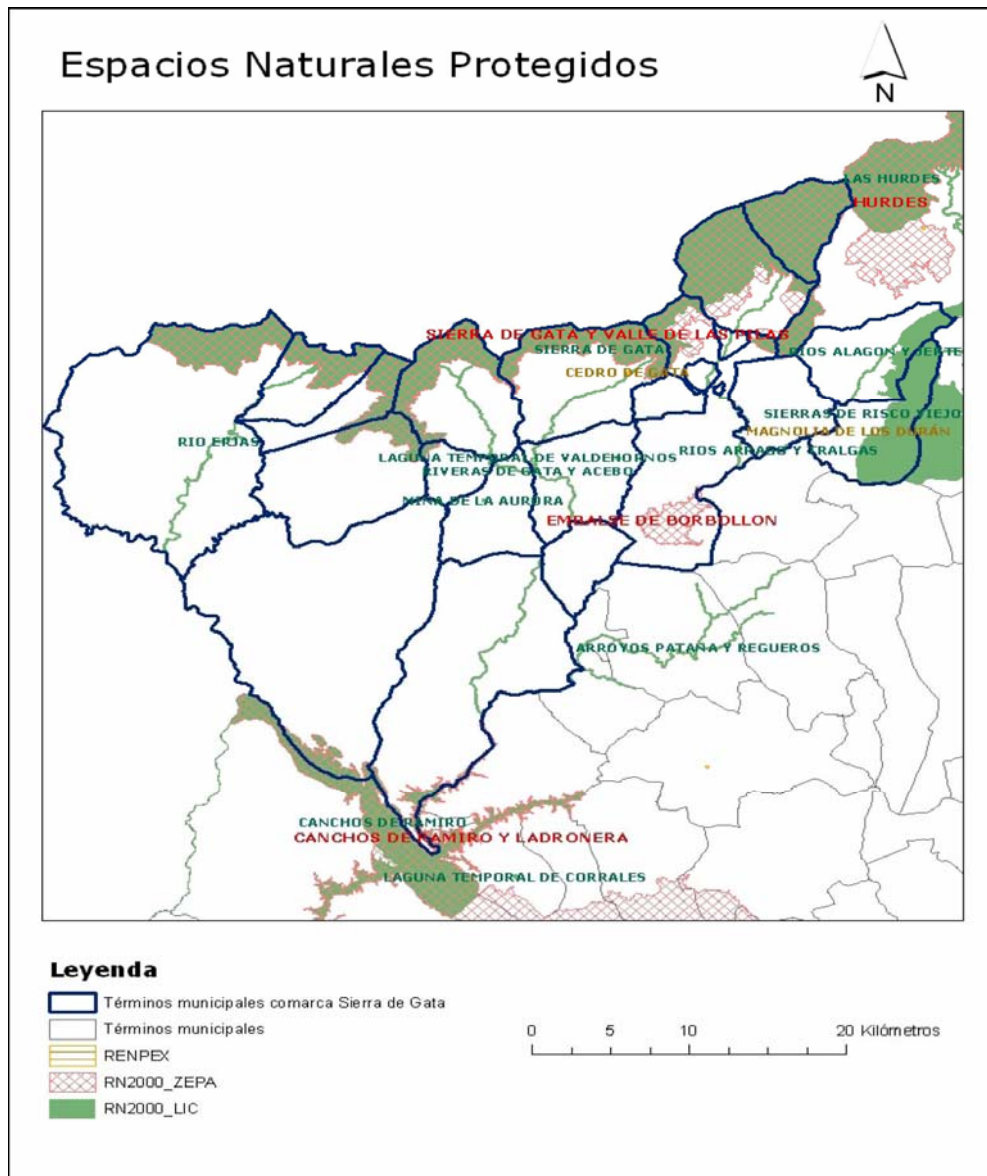 Espacios Naturales Protegidos
N
LAS HURDES
HURDES
SIERRA DE GATA Y VALLE DE LAS PILAS
SIERRA DE GATA
RIOS ALAGON Y JERTE
CEDRO DE GATA
SIERRAS DE RISCO VIEJO
MAGNOLIA DE LOS DURÁN
RIO ERJAS
RIOS ARRAGO Y TRALGAS
LAGUNA TEMPORAL DE VALDEHORNOS
RIVERAS DE GATA Y ACEBO
MINA DE LA AURORA
EMBALSE DE BORBOLLON
ARROYOS PATANA Y REGUEROS
CANCHOS DE RAMIRO
CANCHOS DE RAMIRO Y LADRONERA
LAGUNA TEMPORAL DE CORRALES
Leyenda
Términos municipales comarca Sierra de Gata
Términos municipales
RENPEX
RN2000_ZEPA
RN2000_LIC
0 5 10 20 Kilómetros